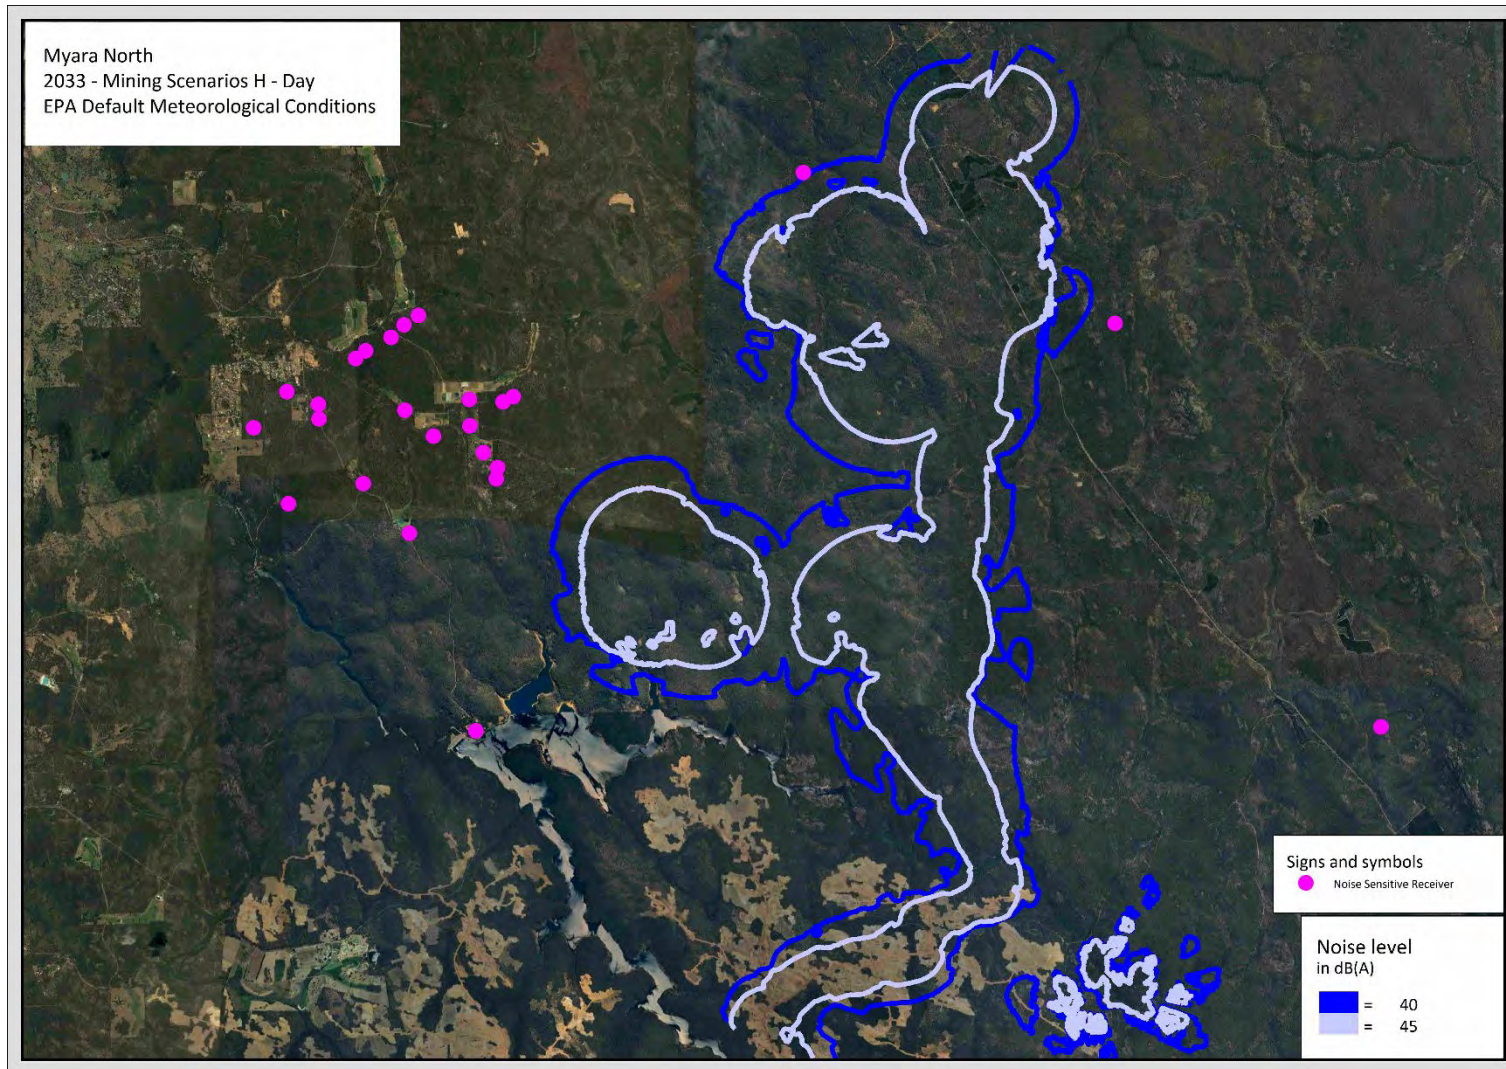 Myara North
2033 - Mining Scenarios H - Day
EPA Default Meteorological Conditions
Signs and symbols
Noise Sensitive Receiver
Noise level
in dB(A)
= 40
= 45